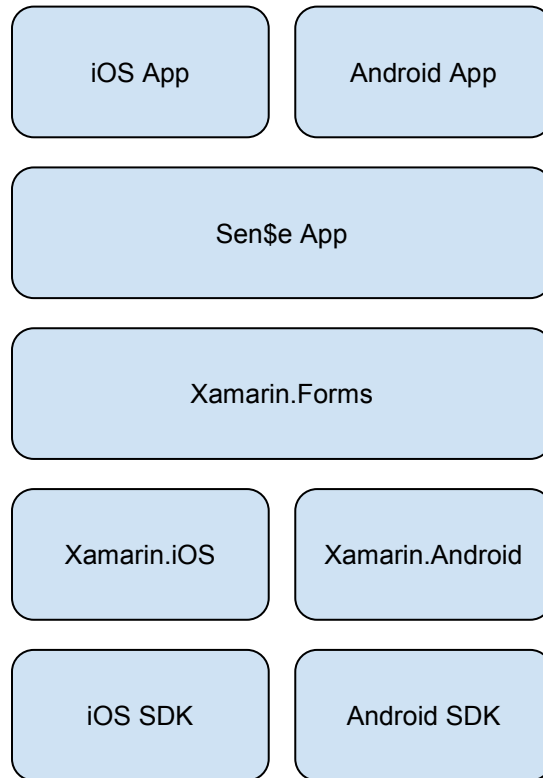 iOS App
Android App
Sen$e App
Xamarin.Forms
Xamarin.iOS
Xamarin.Android
iOS SDK
Android SDK